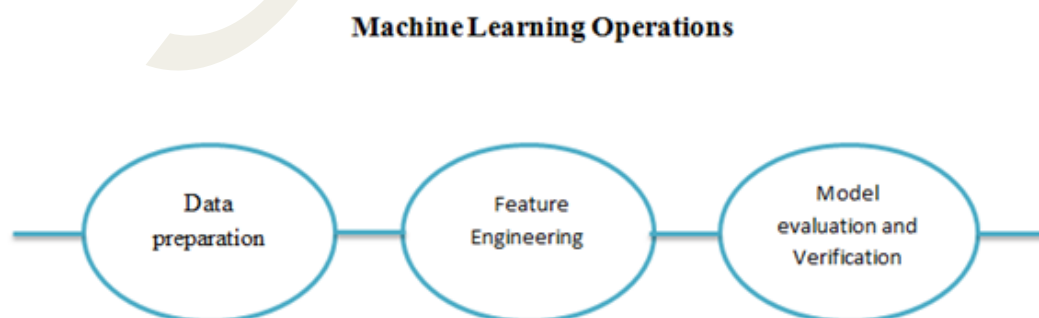 Machine Learning Operations
Data
preparation
Feature
Engineering
Model
evaluation and
Verification